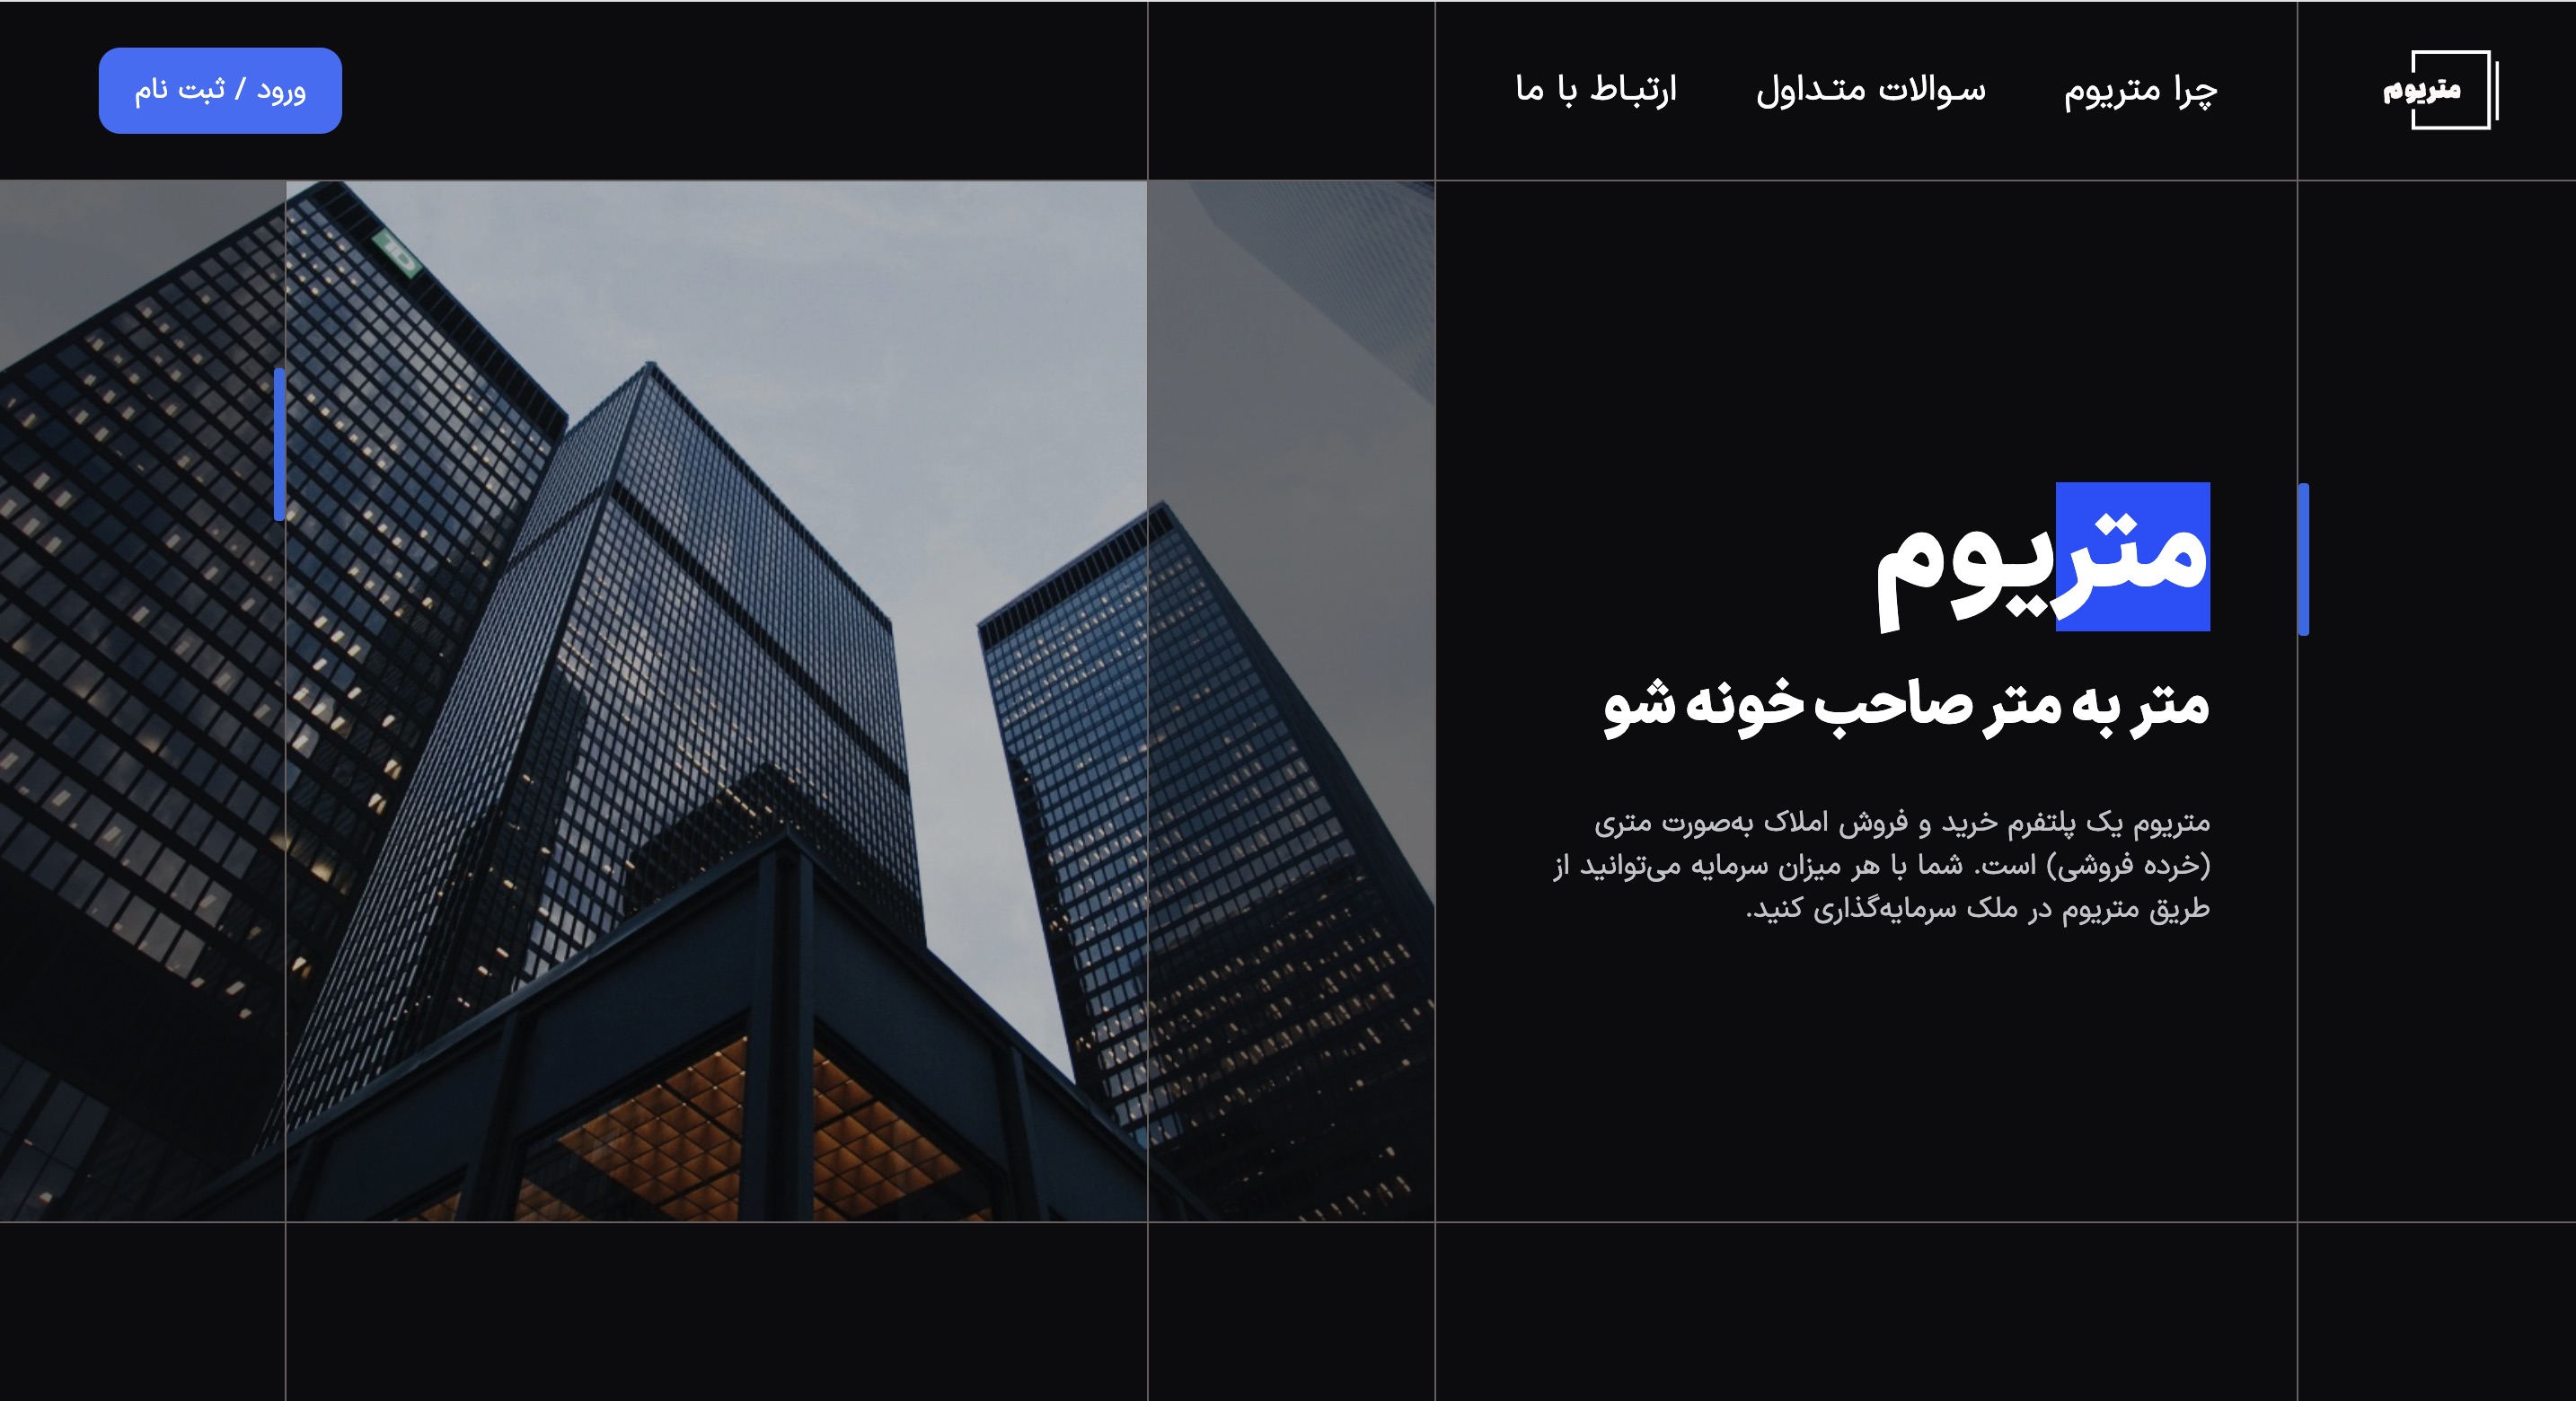 متریوم
چرا متریوم
سوالات متداول
ارتباط با ما
ورود / ثبت نام
متریوم
متر به متر صاحب خونه شو
متریوم یک پلتفرم خرید و فروش املاک به‌صورت متری
(خرده فروشی) است. شما با هر میزان سرمایه می‌توانید از
طریق متریوم در ملک سرمایه‌گذاری کنید.